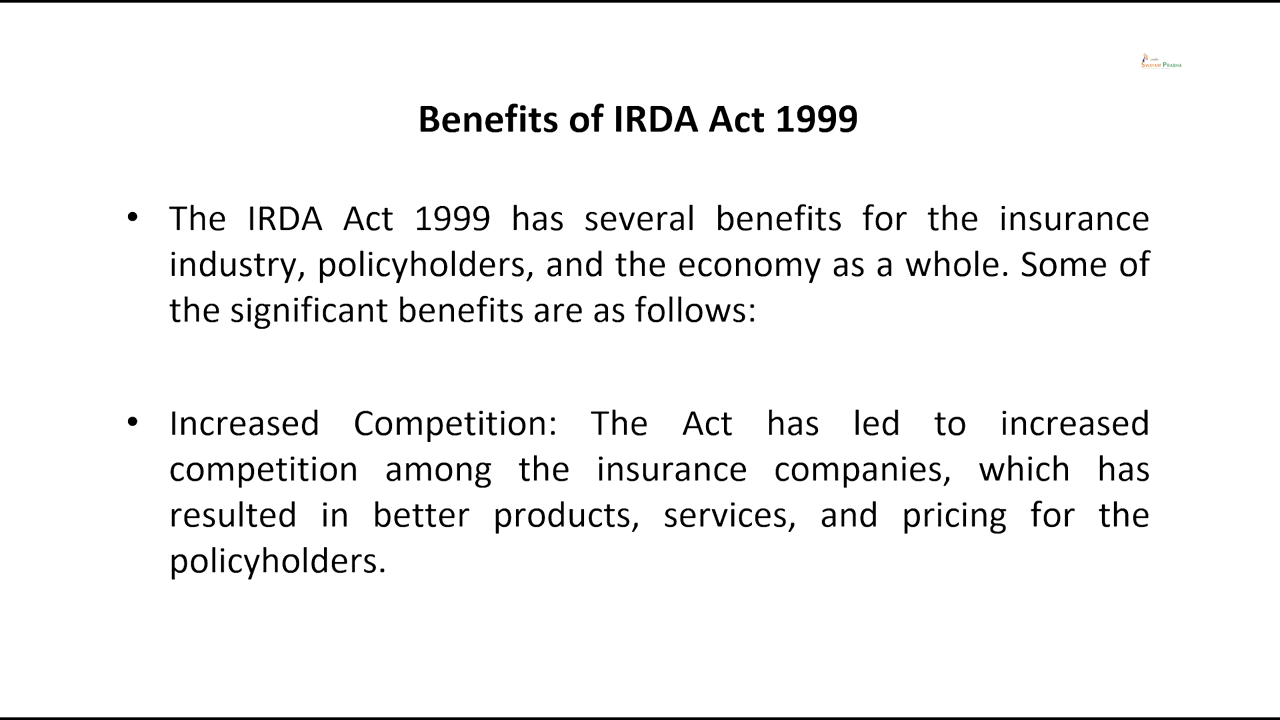 SWAYAM PRABHA
Benefits of IRDA Act 1999
• The IRDA Act 1999 has several benefits for the insurance
industry, policyholders, and the economy as a whole. Some of
the significant benefits are as follows:
• Increased Competition: The Act has led to increased
competition among the insurance companies, which has
resulted in better products, services, and pricing for the
policyholders.